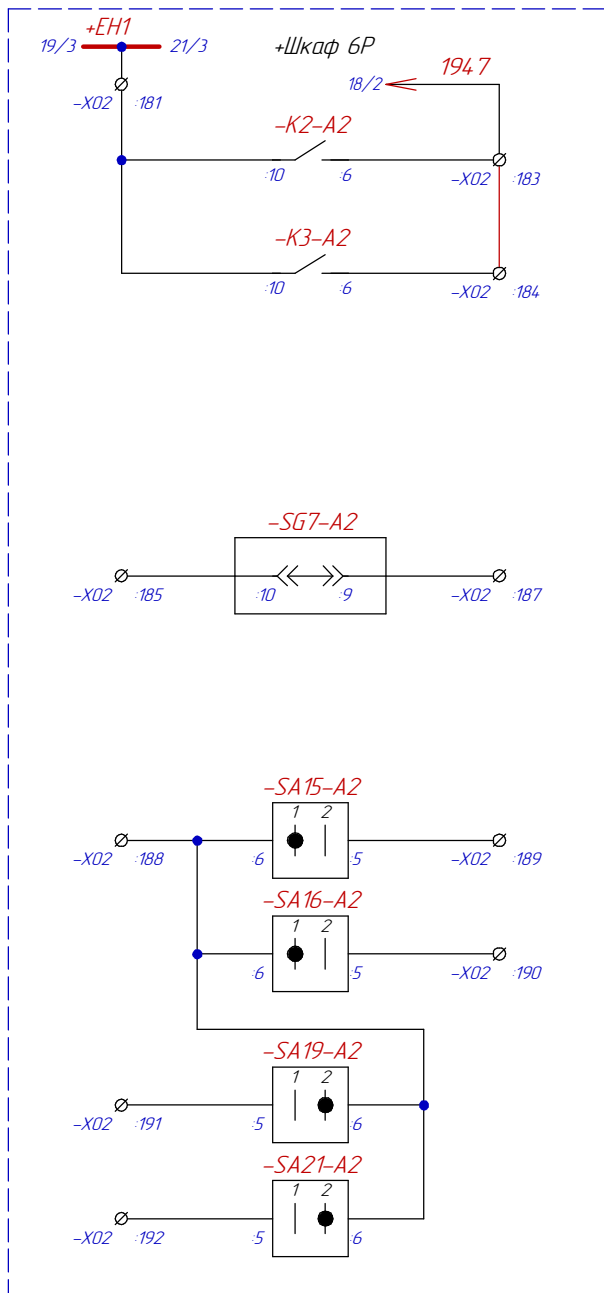 +EH1
19/3 21/3 +Шкаф 6Р
1947
18/2
-X02 :181
-K2-A2
:10 :6 -X02 :183
-K3-A2
:10 :6 -X02 :184
-SG7-A2
-X02 :185 :10 :9 -X02 :187
-SA15-A2
1 2
-X02 :188 :6 :5 -X02 :189
-SA16-A2
1 2
:6 :5 -X02 :190
-SA19-A2
1 2
-X02 :191 :5 :6
-SA21-A2
1 2
-X02 :192 :5 :6